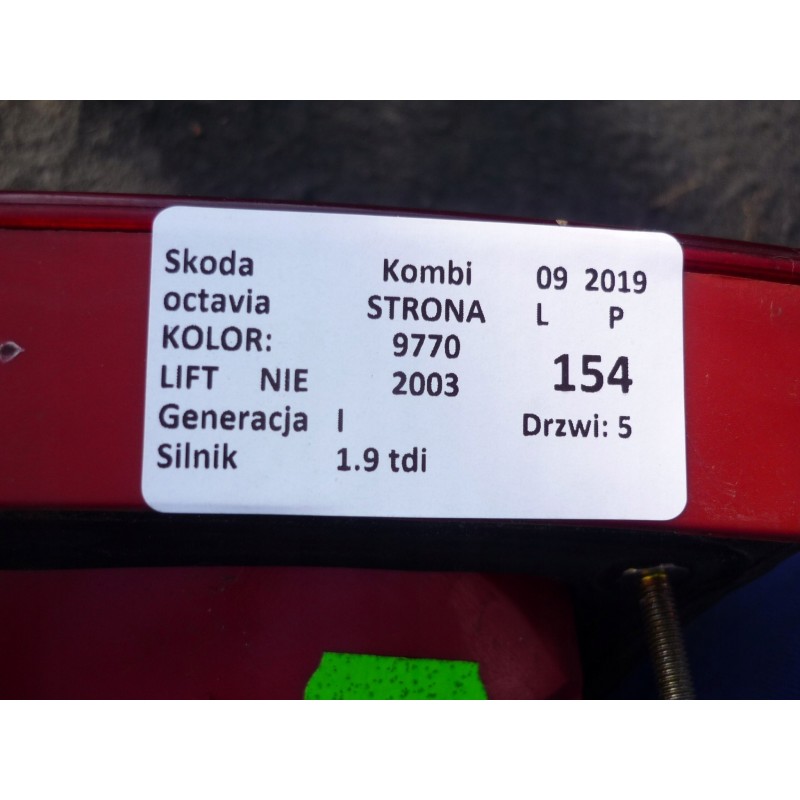 Skoda Kombi 09 2019
octavia STRONA L P
KOLOR: 9770
LIFT NIE 2003 154
Generacja I Drzwi: 5
Silnik 1.9 tdi